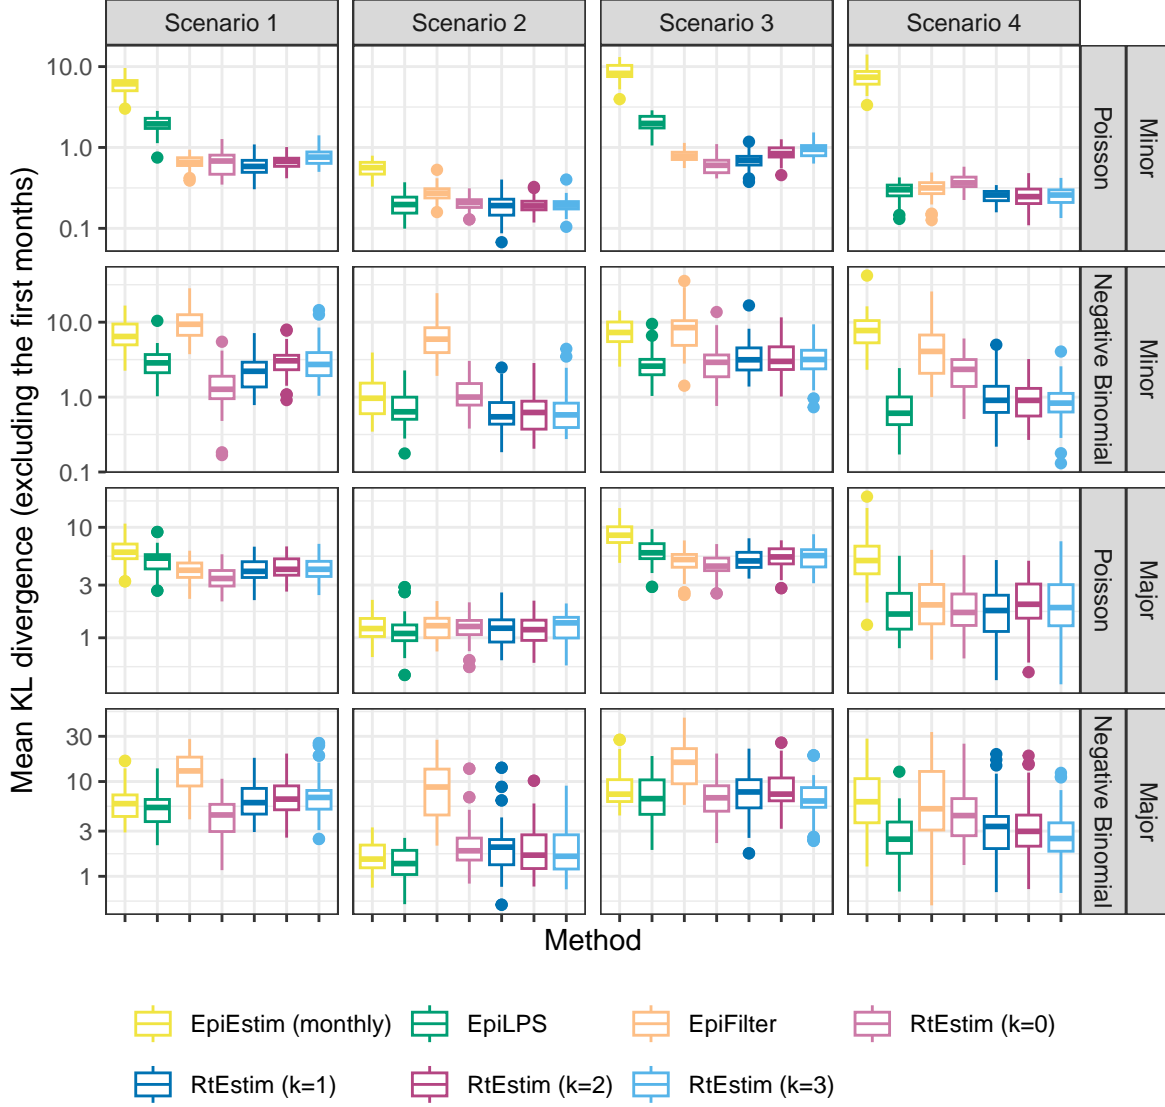 Scenario 1
Scenario 2
Scenario 3
Scenario 4
Mean KL divergence (excluding the first months)
10.0
1.0
0.1
Poisson
Minor
10.0
1.0
0.1
Negative Binomial
Minor
10
3
1
Poisson
Major
30
10
3
1
Negative Binomial
Major
Method
EpiEstim (monthly)
EpiLPS
EpiFilter
RtEstim (k=0)
RtEstim (k=1)
RtEstim (k=2)
RtEstim (k=3)